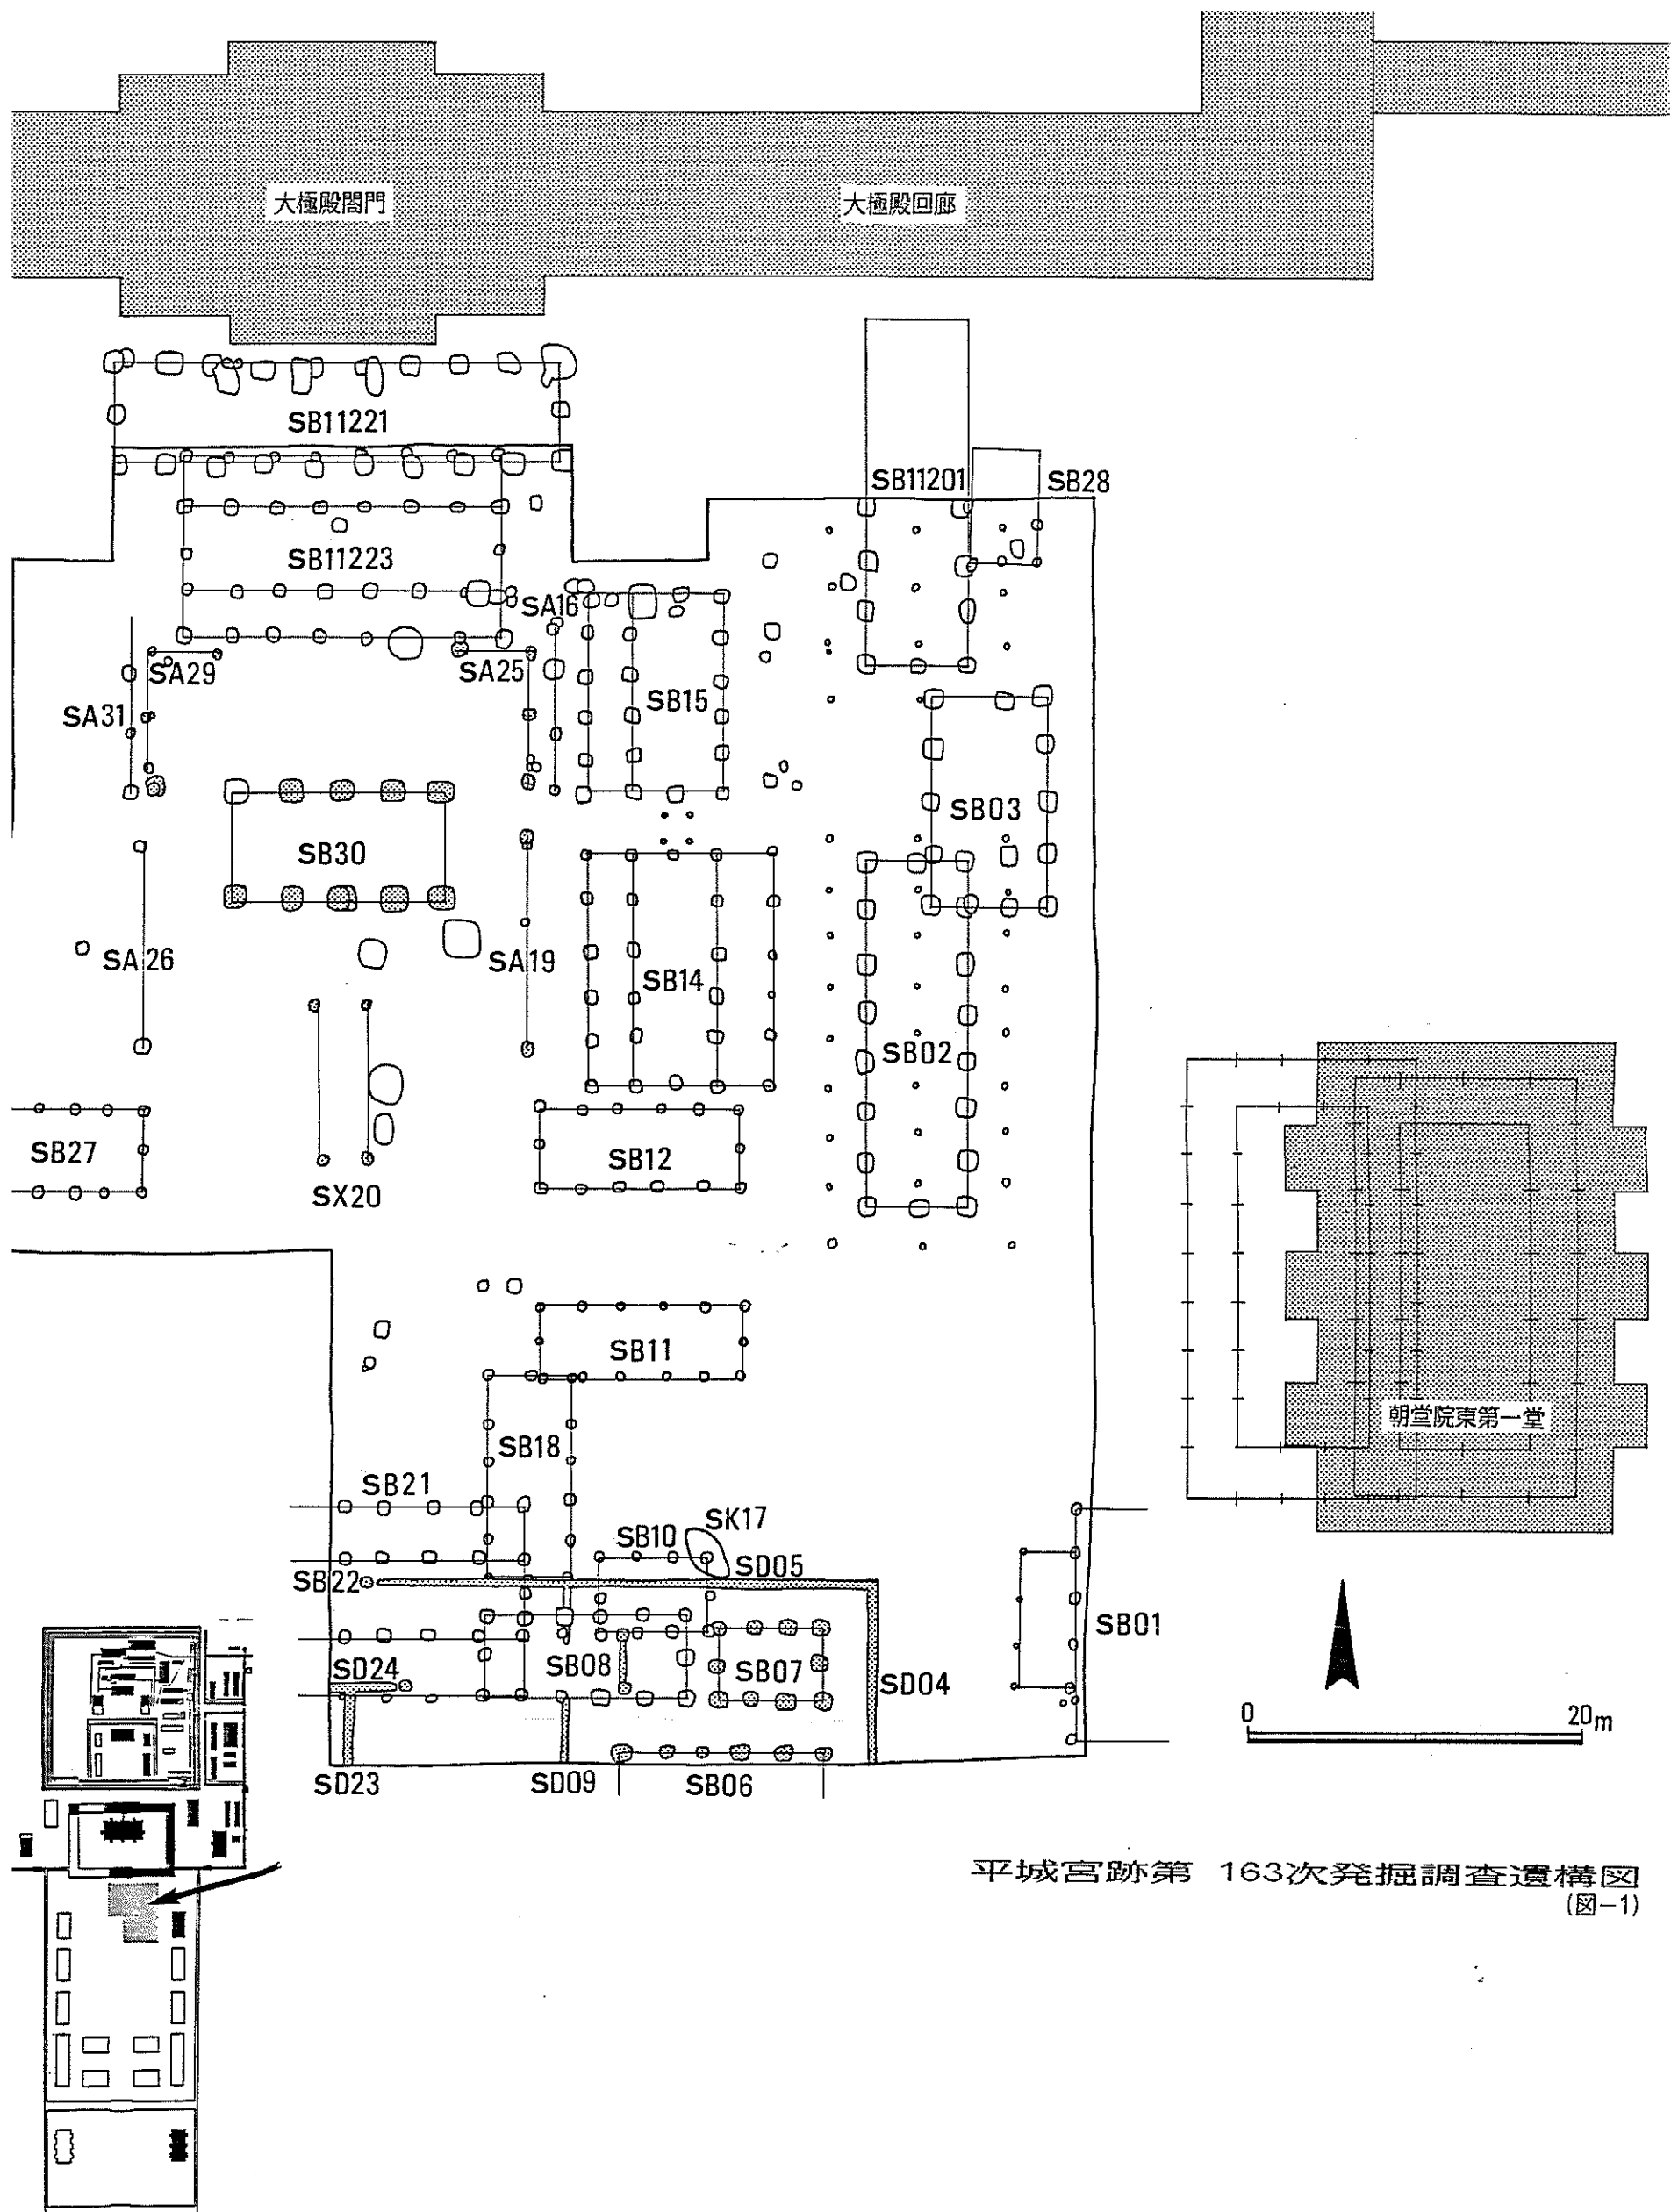 大極殿閤門
大極殿回廊
SB11221
SB11201
SB28
SB11223
SA16
SA29
SA25
SA31
SB15
SB03
SB30
SA26
SA19
SB14
SB02
SB27
SB12
SX20
SB11
朝堂院東第一堂
SB18
SB21
SK17
SB10
SD05
SB22
SB01
SD24
SB08
SB07
SD04
0 20m
SD23
SD09
SB06
平城宮跡第 163次発掘調査遺構図
(図-1)